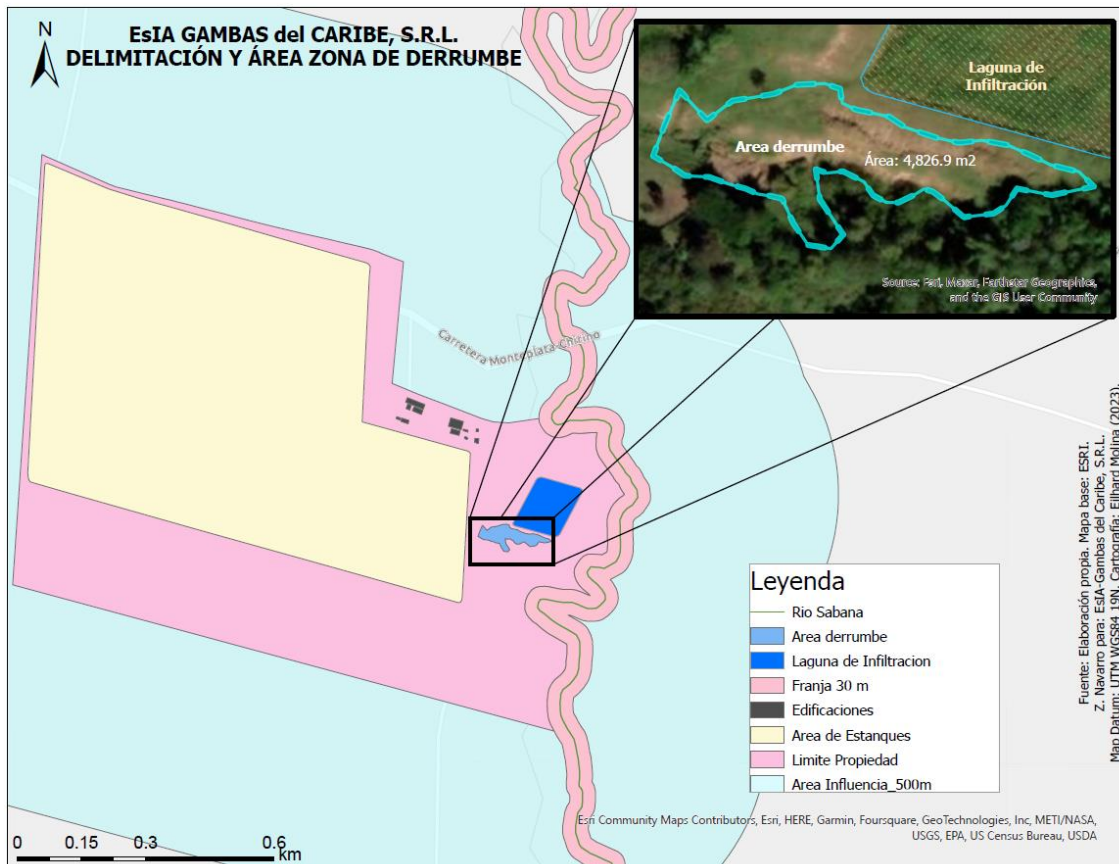 N
EsIA GAMBAS del CARIBE, S.R.L.
DELIMITACIÓN Y ÁREA ZONA DE DERRUMBE
Laguna de
Infiltración
Area derrumbe
Área: 4,826.9 m2
Source: Esri, Maxar, Earthstar Geographics,
and the GIS User Community
Carretera Monteplata-Chirino
Leyenda
Rio Sabana
Area derrumbe
Laguna de Infiltracion
Franja 30 m
Edificaciones
Area de Estanques
Limite Propiedad
Area Influencia_500m
Fuente: Elaboración propia. Mapa base: ESRI.
Z. Navarro para: EsIA-Gambas del Caribe, S.R.L.
Map Datum: UTM WGS84 19N. Cartografía: Eilhard Molina (2023).
Esri Community Maps Contributors, Esri, HERE, Garmin, Foursquare, GeoTechnologies, Inc, METI/NASA,
USGS, EPA, US Census Bureau, USDA
0 0.15 0.3 0.6
km